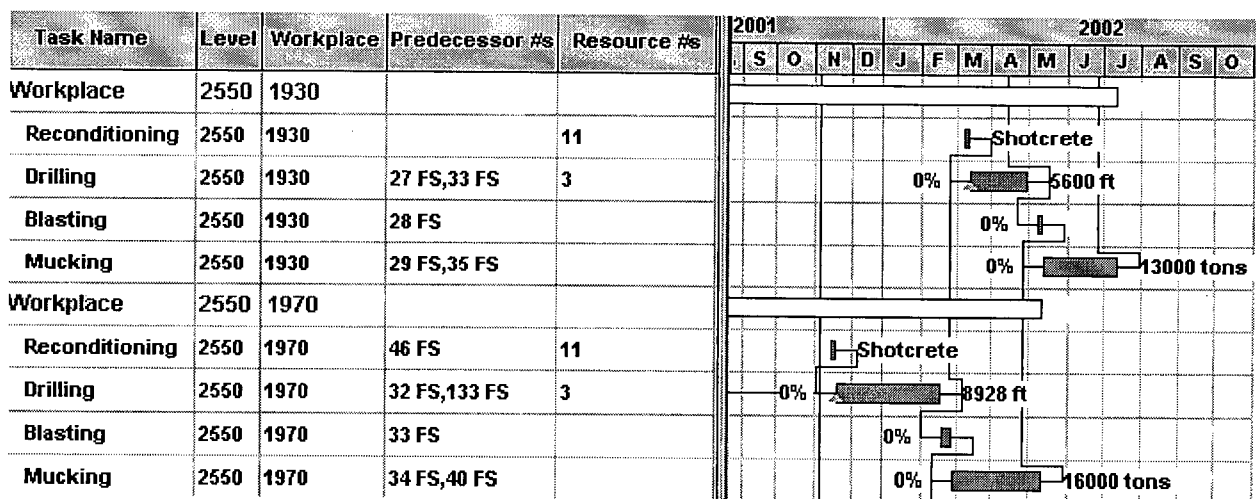 2001 2002
Task Name Level Workplace Predecessor #s Resource #s
S O N D J F M A M J J A S O
Workplace 2550 1930
Reconditioning 2550 1930 11 Shotcrete
Drilling 2550 1930 27 FS,33 FS 3 0% 5600 ft
Blasting 2550 1930 28 FS 0%
Mucking 2550 1930 29 FS,35 FS 0% 13000 tons
Workplace 2550 1970
Reconditioning 2550 1970 46 FS 11 Shotcrete
Drilling 2550 1970 32 FS,133 FS 3 0% 8928 ft
Blasting 2550 1970 33 FS 0%
Mucking 2550 1970 34 FS,40 FS 0% 16000 tons